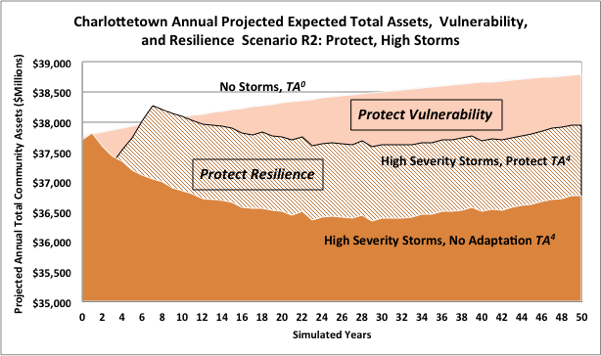 Charlottetown Annual Projected Expected Total Assets, Vulnerability,
and Resilience Scenario R2: Protect, High Storms
Projected Annual Total Community Assets ($Millions)
$39,000
$38,500
$38,000
$37,500
$37,000
$36,500
$36,000
$35,500
$35,000
No Storms, TA⁰
Protect Vulnerability
High Severity Storms, Protect TA⁴
Protect Resilience
High Severity Storms, No Adaptation TA⁴
0 2 4 6 8 10 12 14 16 18 20 22 24 26 28 30 32 34 36 38 40 42 44 46 48 50
Simulated Years